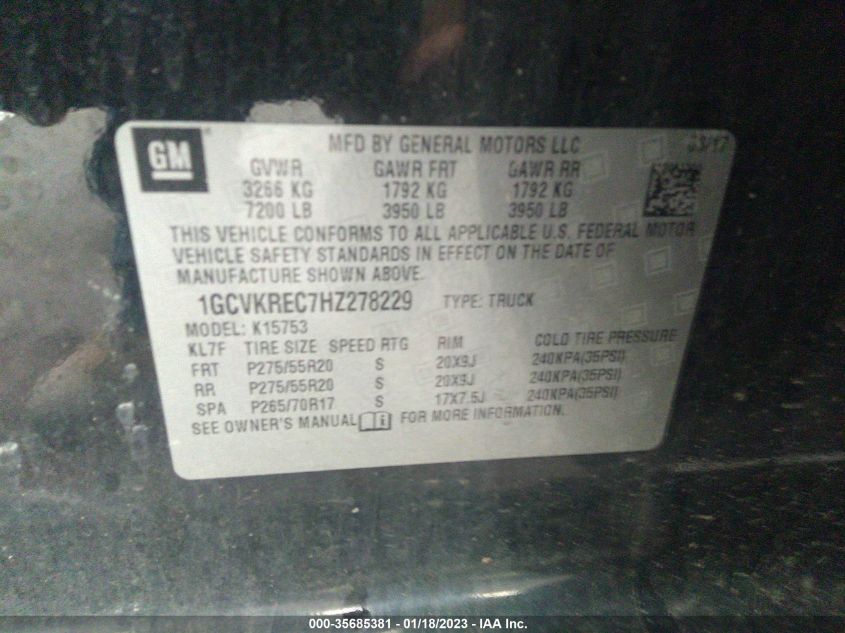 GM
MFD BY GENERAL MOTORS LLC 03/17
GVWR GAWR FRT GAWR RR
3266 KG 1792 KG 1792 KG
7200 LB 3950 LB 3950 LB
THIS VEHICLE CONFORMS TO ALL APPLICABLE U.S. FEDERAL MOTOR
VEHICLE SAFETY STANDARDS IN EFFECT ON THE DATE OF
MANUFACTURE SHOWN ABOVE.
1GCVKREC7HZ278229 TYPE: TRUCK
MODEL: K15753
KL7F TIRE SIZE SPEED RTG RIM COLD TIRE PRESSURE
FRT P275/55R20 S 20X9J 240KPA(35PSI)
RR P275/55R20 S 20X9J 240KPA(35PSI)
SPA P265/70R17 S 17X7.5J 240KPA(35PSI)
SEE OWNER'S MANUAL i FOR MORE INFORMATION.
000-35685381 - 01/18/2023 - IAA Inc.